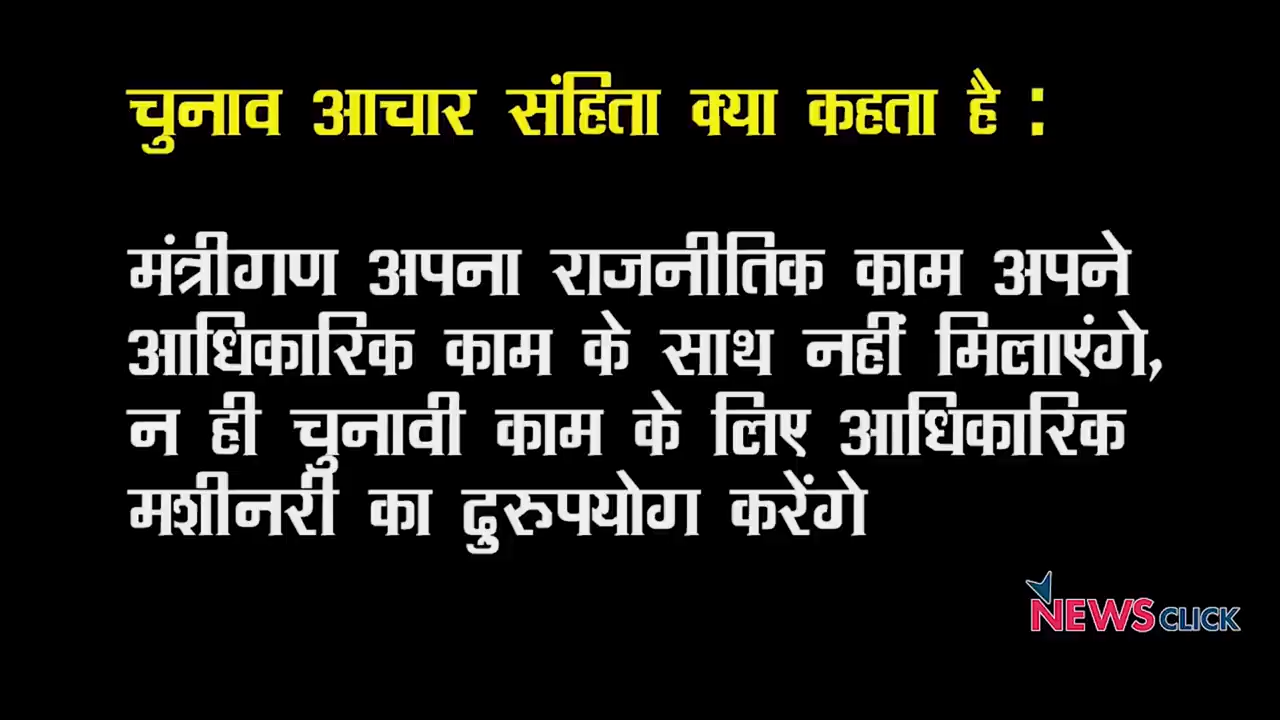 चुनाव आचार संहिता क्या कहता है :
मंत्रीगण अपना राजनीतिक काम अपने
आधिकारिक काम के साथ नहीं मिलाएंगे,
न ही चुनावी काम के लिए आधिकारिक
मशीनरी का दुरुपयोग करेंगे
NEWSCLICK